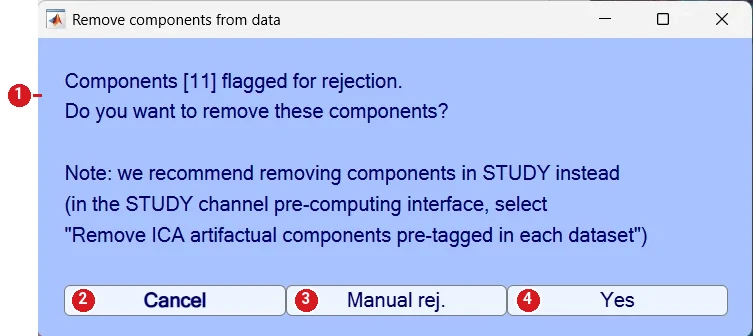 Remove components from data
1
Components [11] flagged for rejection.
Do you want to remove these components?
Note: we recommend removing components in STUDY instead
(in the STUDY channel pre-computing interface, select
"Remove ICA artifactual components pre-tagged in each dataset")
2 Cancel 3 Manual rej. 4 Yes